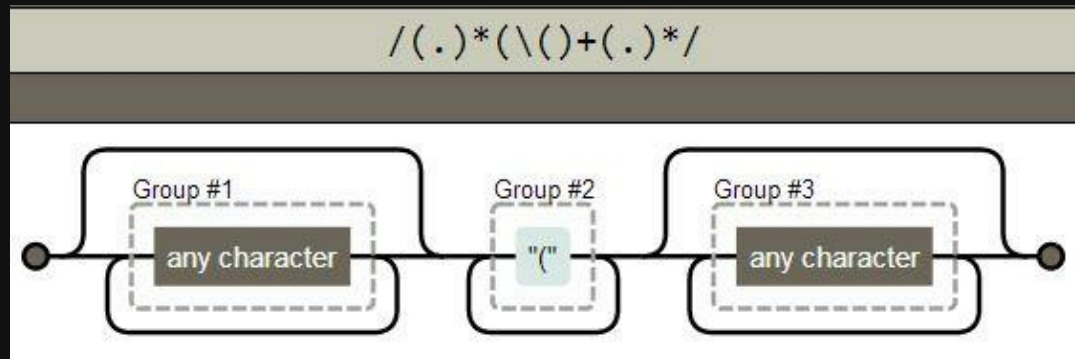 /(.)*(\()+(.)*/
Group #1 Group #2 Group #3
any character "(" any character